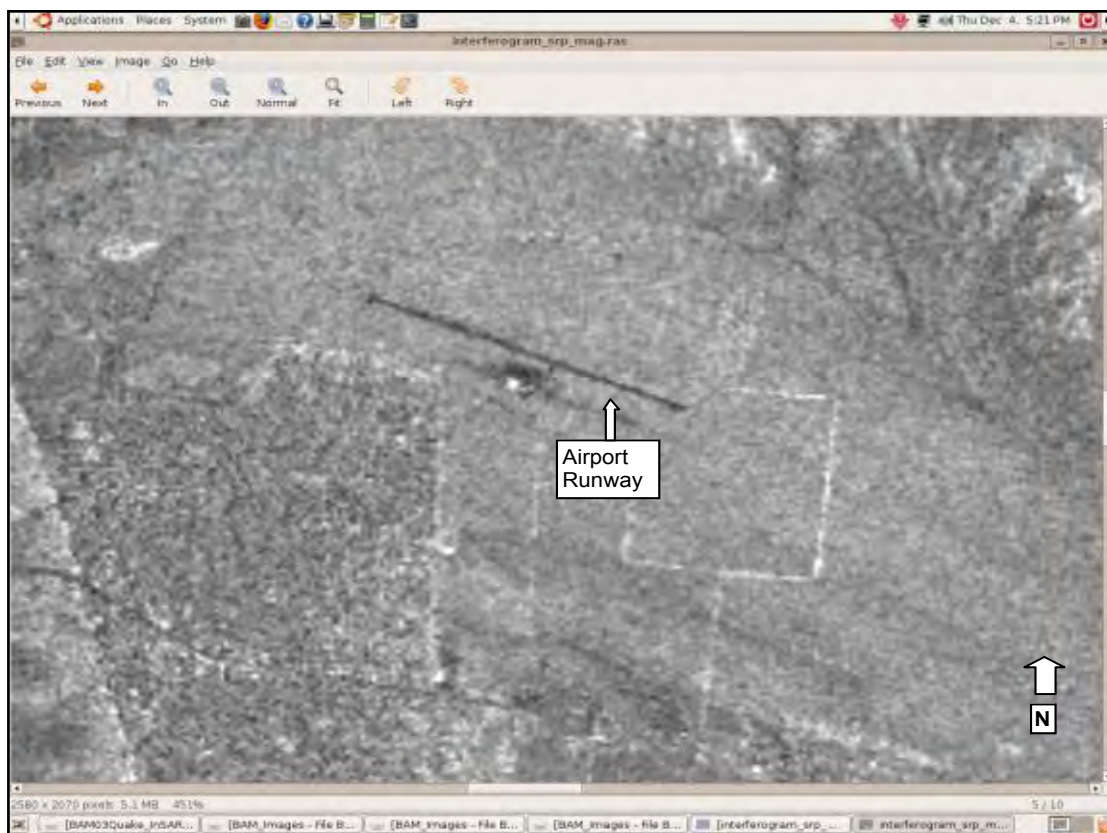 Applications Places System
Thu Dec 4, 5:21 PM
interferogram_srp_mag.ras
File Edit View Image Go Help
Previous Next In Out Normal Fit Left Right
Airport
Runway
N
2580 x 2070 pixels 5.1 MB 451%
5 / 10
[BAM03Quake_InSAR... [BAM_Images - File B... [BAM_Images - File B... [BAM_Images - File B... [interferogram_srp_... interferogram_srp_m...